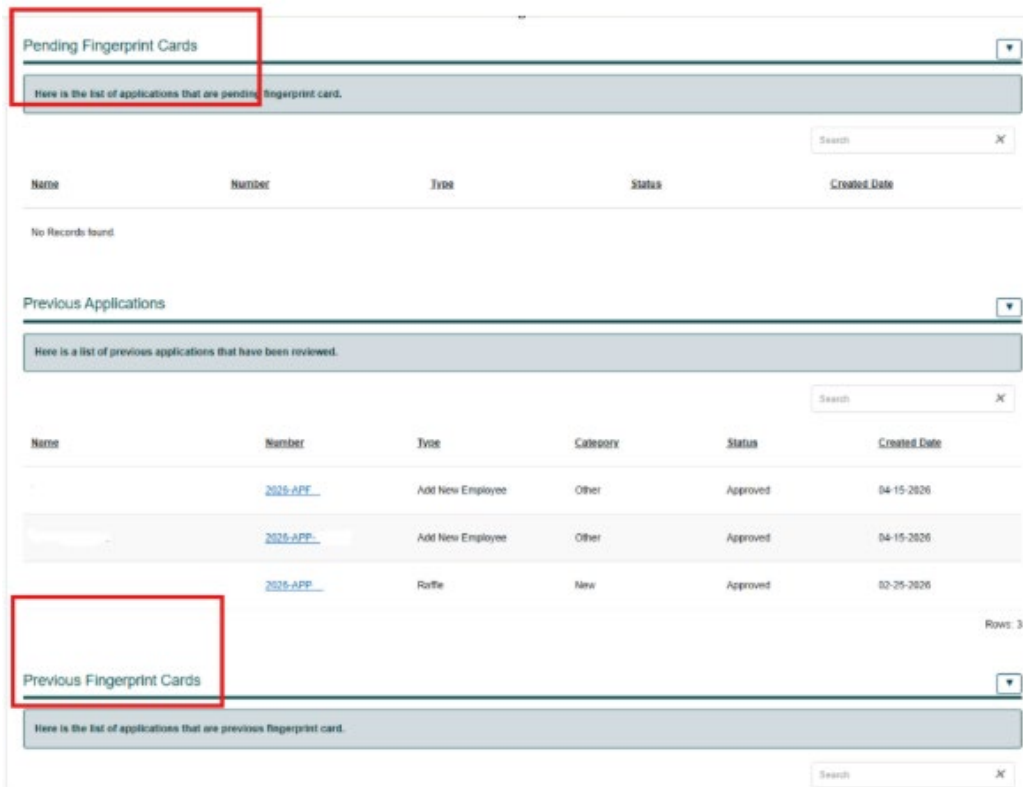 Pending Fingerprint Cards
Here is the list of applications that are pending fingerprint card.
Search
Name Number Type Status Created Date
No Records found
Previous Applications
Here is a list of previous applications that have been reviewed.
Search
Name Number Type Category Status Created Date
2026-APF Add New Employee Other Approved 04-15-2026
2026-APP- Add New Employee Other Approved 04-15-2026
2026-APP Raffle New Approved 02-25-2026
Rows: 3
Previous Fingerprint Cards
Here is the list of applications that are previous fingerprint card.
Search